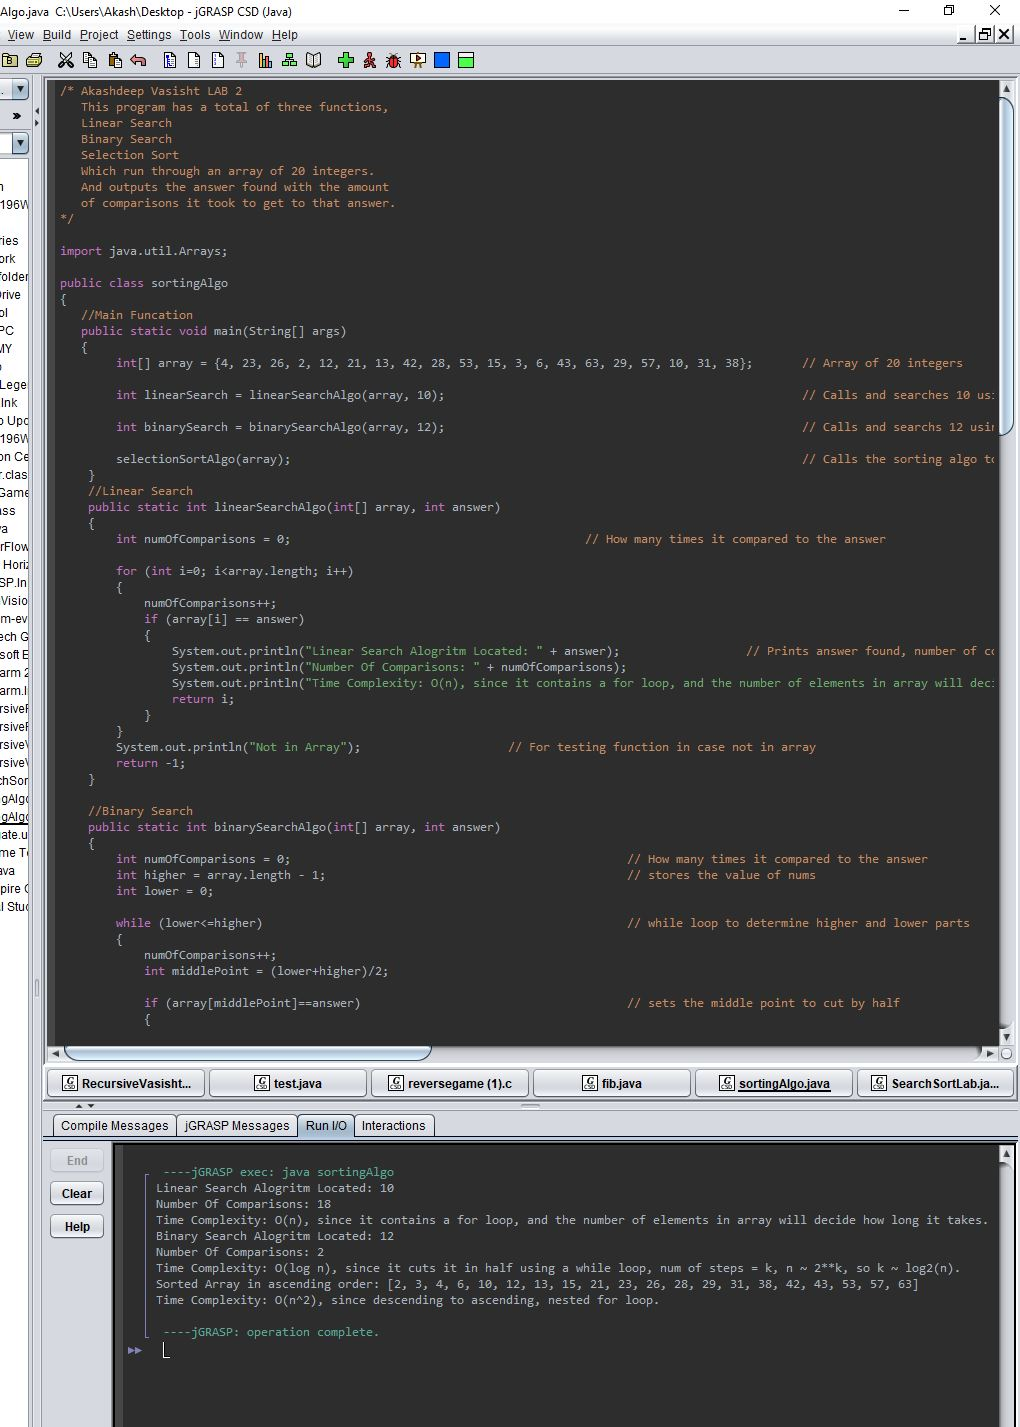 Algo.java  C:\Users\Akash\Desktop - jGRASP CSD (Java)
View Build Project Settings Tools Window Help
/* Akashdeep Vasisht LAB 2
This program has a total of three functions,
Linear Search
Binary Search
Selection Sort
Which run through an array of 20 integers.
And outputs the answer found with the amount
of comparisons it took to get to that answer.
*/
import java.util.Arrays;
public class sortingAlgo
{
//Main Funcation
public static void main(String[] args)
{
int[] array = {4, 23, 26, 2, 12, 21, 13, 42, 28, 53, 15, 3, 6, 43, 63, 29, 57, 10, 31, 38}; // Array of 20 integers
int linearSearch = linearSearchAlgo(array, 10); // Calls and searches 10 usi
int binarySearch = binarySearchAlgo(array, 12); // Calls and searchs 12 usin
selectionSortAlgo(array); // Calls the sorting algo to
}
//Linear Search
public static int linearSearchAlgo(int[] array, int answer)
{
int numOfComparisons = 0; // How many times it compared to the answer
for (int i=0; i<array.length; i++)
{
numOfComparisons++;
if (array[i] == answer)
{
System.out.println("Linear Search Alogritm Located: " + answer); // Prints answer found, number of co
System.out.println("Number Of Comparisons: " + numOfComparisons);
System.out.println("Time Complexity: O(n), since it contains a for loop, and the number of elements in array will deci
return i;
}
}
System.out.println("Not in Array"); // For testing function in case not in array
return -1;
}
//Binary Search
public static int binarySearchAlgo(int[] array, int answer)
{
int numOfComparisons = 0; // How many times it compared to the answer
int higher = array.length - 1; // stores the value of nums
int lower = 0;
while (lower<=higher) // while loop to determine higher and lower parts
{
numOfComparisons++;
int middlePoint = (lower+higher)/2;
if (array[middlePoint]==answer) // sets the middle point to cut by half
{
RecursiveVasisht... test.java reversegame (1).c fib.java sortingAlgo.java SearchSortLab.ja...
Compile Messages jGRASP Messages Run I/O Interactions
End
Clear
Help
----jGRASP exec: java sortingAlgo
Linear Search Alogritm Located: 10
Number Of Comparisons: 18
Time Complexity: O(n), since it contains a for loop, and the number of elements in array will decide how long it takes.
Binary Search Alogritm Located: 12
Number Of Comparisons: 2
Time Complexity: O(log n), since it cuts it in half using a while loop, num of steps = k, n ~ 2**k, so k ~ log2(n).
Sorted Array in ascending order: [2, 3, 4, 6, 10, 12, 13, 15, 21, 23, 26, 28, 29, 31, 38, 42, 43, 53, 57, 63]
Time Complexity: O(n^2), since descending to ascending, nested for loop.
----jGRASP: operation complete.